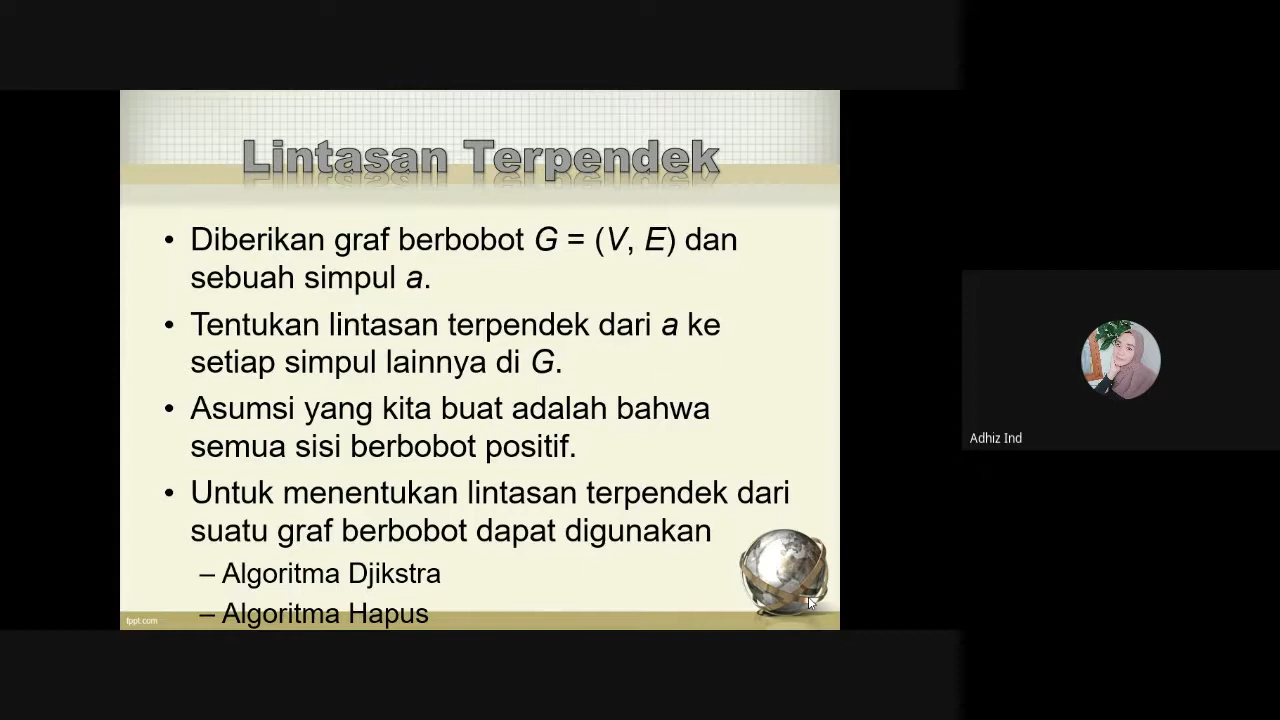 Lintasan Terpendek
• Diberikan graf berbobot G = (V, E) dan
sebuah simpul a.
• Tentukan lintasan terpendek dari a ke
setiap simpul lainnya di G.
• Asumsi yang kita buat adalah bahwa
semua sisi berbobot positif.
• Untuk menentukan lintasan terpendek dari
suatu graf berbobot dapat digunakan
– Algoritma Djikstra
– Algoritma Hapus
fppt.com
Adhiz Ind